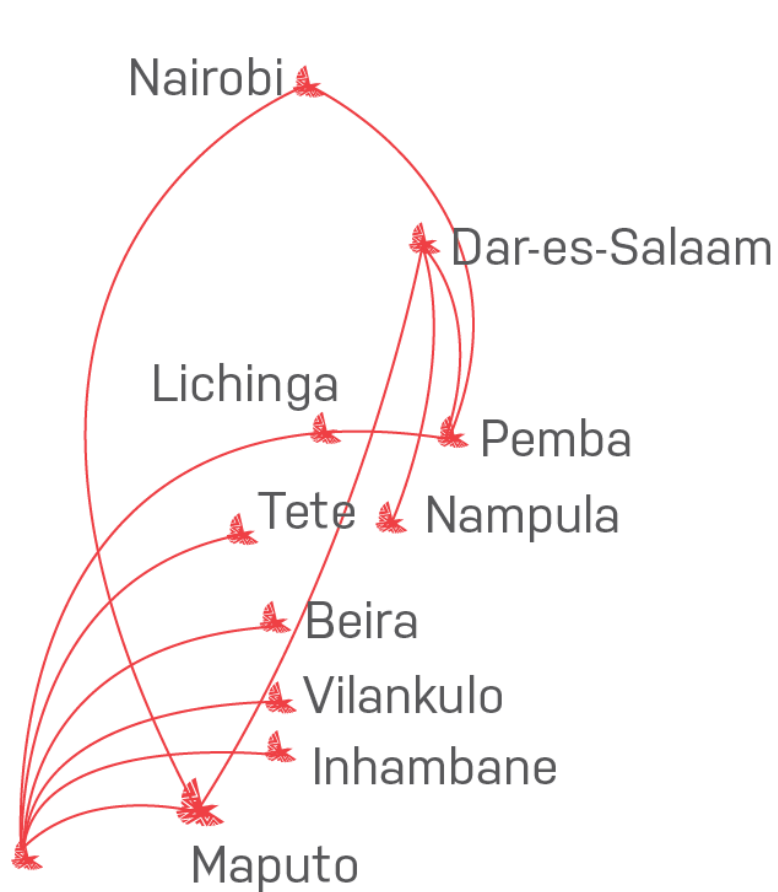 Nairobi
Dar-es-Salaam
Lichinga
Pemba
Tete
Nampula
Beira
Vilankulo
Inhambane
Maputo